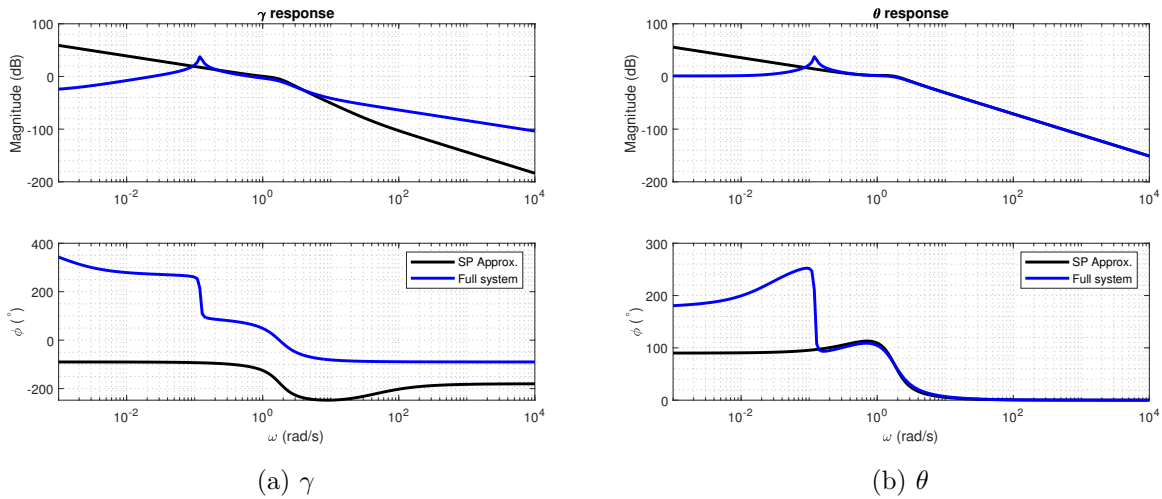 γ response
Magnitude (dB)
100
0
-100
-200
10^-2
10^0
10^2
10^4
ϕ (°)
400
200
0
-200
SP Approx.
Full system
10^-2
10^0
10^2
10^4
ω (rad/s)
(a) γ
θ response
Magnitude (dB)
100
0
-100
-200
10^-2
10^0
10^2
10^4
ϕ (°)
300
200
100
0
SP Approx.
Full system
10^-2
10^0
10^2
10^4
ω (rad/s)
(b) θ